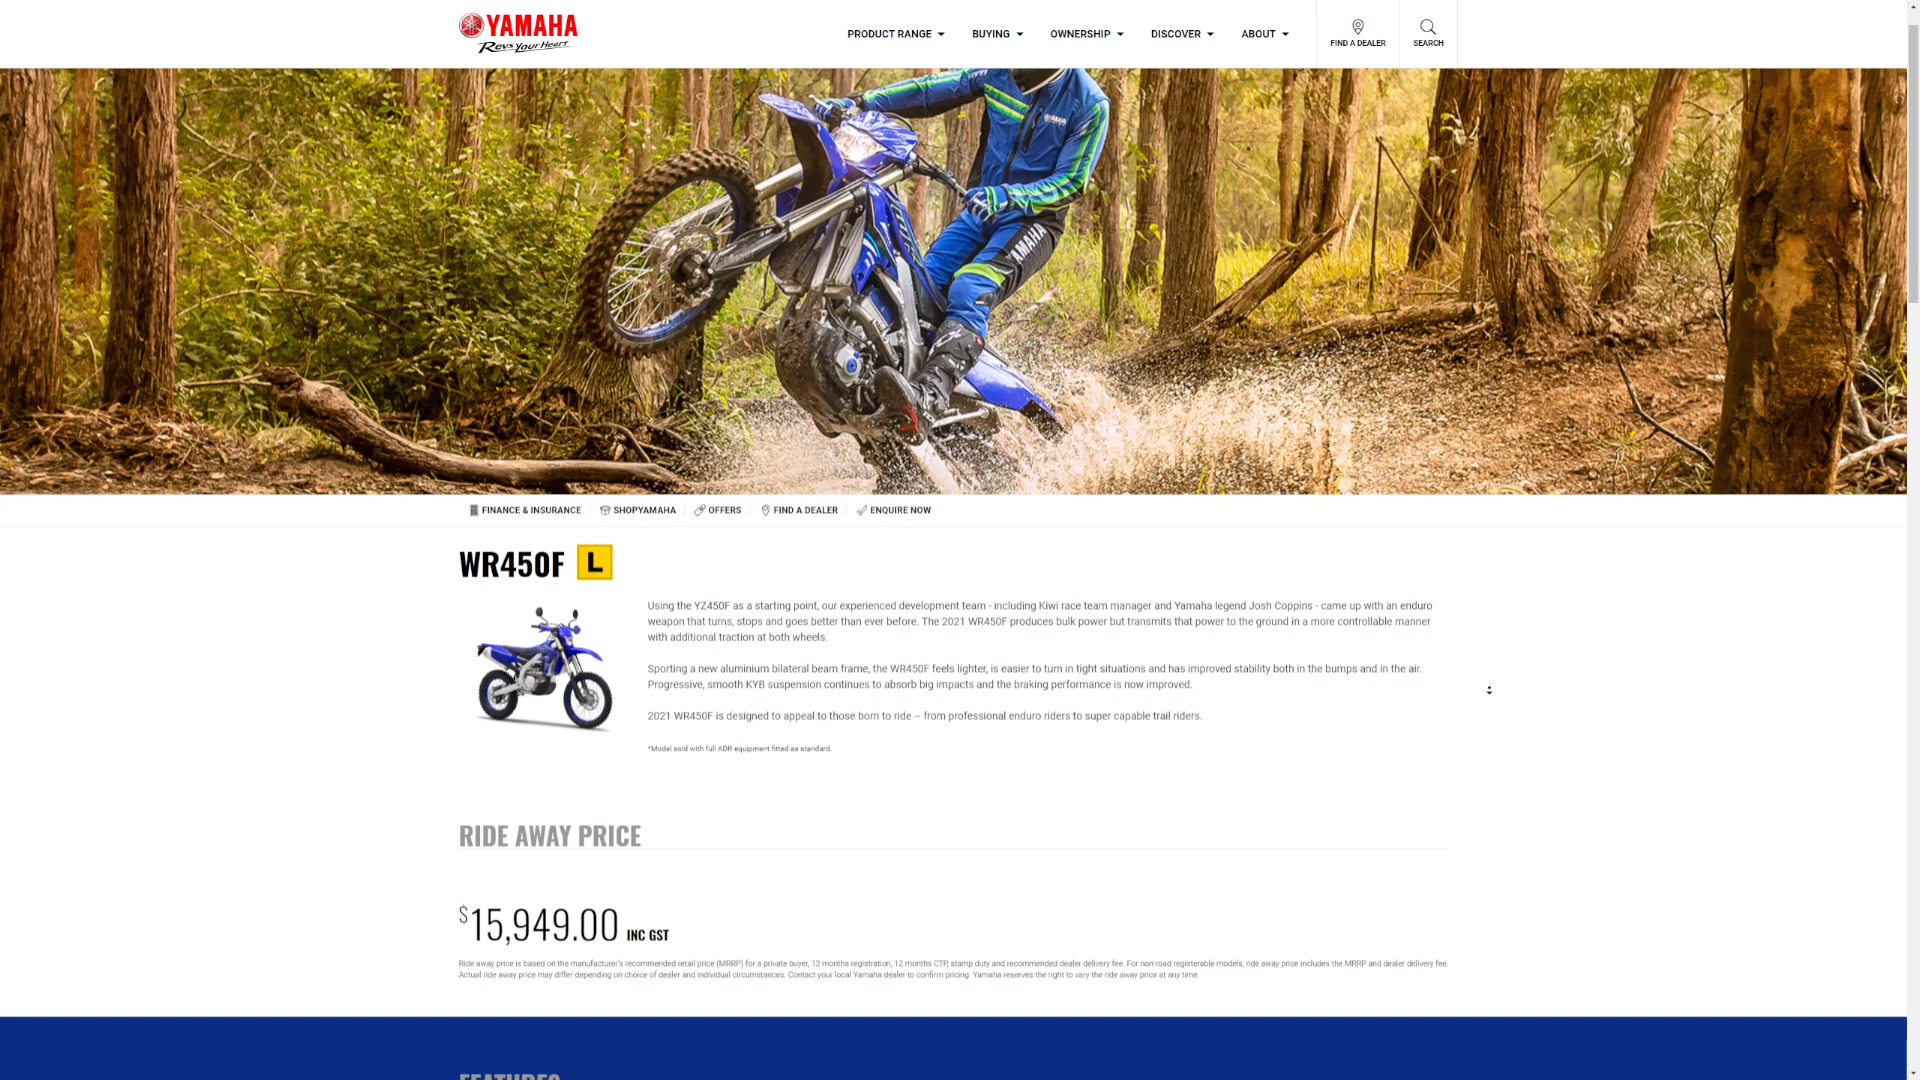 YAMAHA
Revs Your Heart
PRODUCT RANGE
BUYING
OWNERSHIP
DISCOVER
ABOUT
FIND A DEALER
SEARCH
YAMAHA
YAMAHA
FINANCE & INSURANCE
SHOPYAMAHA
OFFERS
FIND A DEALER
ENQUIRE NOW
WR450F L
Using the YZ450F as a starting point, our experienced development team - including Kiwi race team manager and Yamaha legend Josh Coppins - came up with an enduro
weapon that turns, stops and goes better than ever before. The 2021 WR450F produces bulk power but transmits that power to the ground in a more controllable manner
with additional traction at both wheels.
Sporting a new aluminium bilateral beam frame, the WR450F feels lighter, is easier to turn in tight situations and has improved stability both in the bumps and in the air.
Progressive, smooth KYB suspension continues to absorb big impacts and the braking performance is now improved.
2021 WR450F is designed to appeal to those born to ride – from professional enduro riders to super capable trail riders.
*Model sold with full ADR equipment fitted as standard.
RIDE AWAY PRICE
$15,949.00 INC GST
Ride away price is based on the manufacturer's recommended retail price (MRRP) for a private buyer, 12 months registration, 12 months CTP, stamp duty and recommended dealer delivery fee. For non-road registerable models, ride away price includes the MRRP and dealer delivery fee.
Actual ride away price may differ depending on choice of dealer and individual circumstances. Contact your local Yamaha dealer to confirm pricing. Yamaha reserves the right to vary the ride away price at any time.
FEATURES